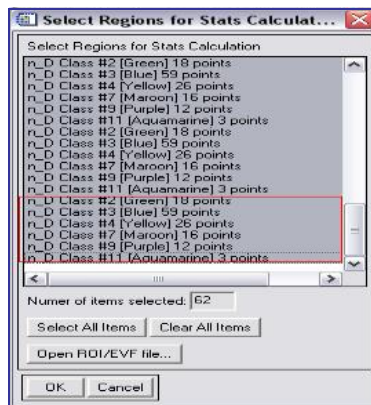 Select Regions for Stats Calculat...
Select Regions for Stats Calculation
n_D Class #2 [Green] 18 points
n_D Class #3 [Blue] 59 points
n_D Class #4 [Yellow] 26 points
n_D Class #7 [Maroon] 16 points
n_D Class #9 [Purple] 12 points
n_D Class #11 [Aquamarine] 3 points
n_D Class #2 [Green] 18 points
n_D Class #3 [Blue] 59 points
n_D Class #4 [Yellow] 26 points
n_D Class #7 [Maroon] 16 points
n_D Class #9 [Purple] 12 points
n_D Class #11 [Aquamarine] 3 points
n_D Class #2 [Green] 18 points
n_D Class #3 [Blue] 59 points
n_D Class #4 [Yellow] 26 points
n_D Class #7 [Maroon] 16 points
n_D Class #9 [Purple] 12 points
n_D Class #11 [Aquamarine] 3 points
Numer of items selected: 62
Select All Items Clear All Items
Open ROI/EVF file...
OK Cancel